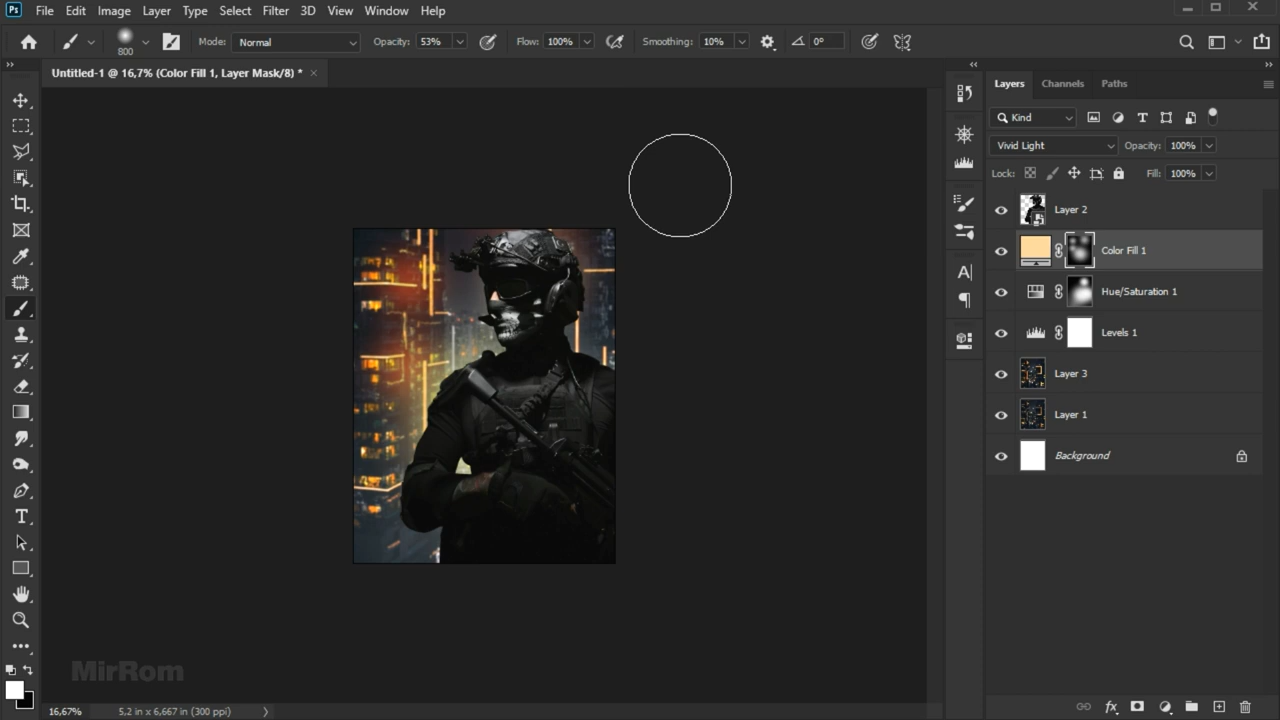 Ps File Edit Image Layer Type Select Filter 3D View Window Help
800 Mode: Normal Opacity: 53% Flow: 100% Smoothing: 10% 0°
Untitled-1 @ 16,7% (Color Fill 1, Layer Mask/8) * ×
Layers Channels Paths
Kind
Vivid Light Opacity: 100%
Lock: Fill: 100%
Layer 2
Color Fill 1
Hue/Saturation 1
Levels 1
Layer 3
Layer 1
Background
MirRom
16,67% 5,2 in x 6,667 in (300 ppi)